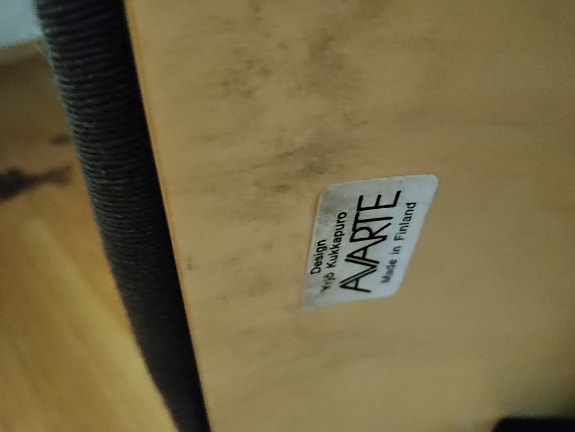 Design
Yrjö Kukkapuro
AVARTE
Made in Finland